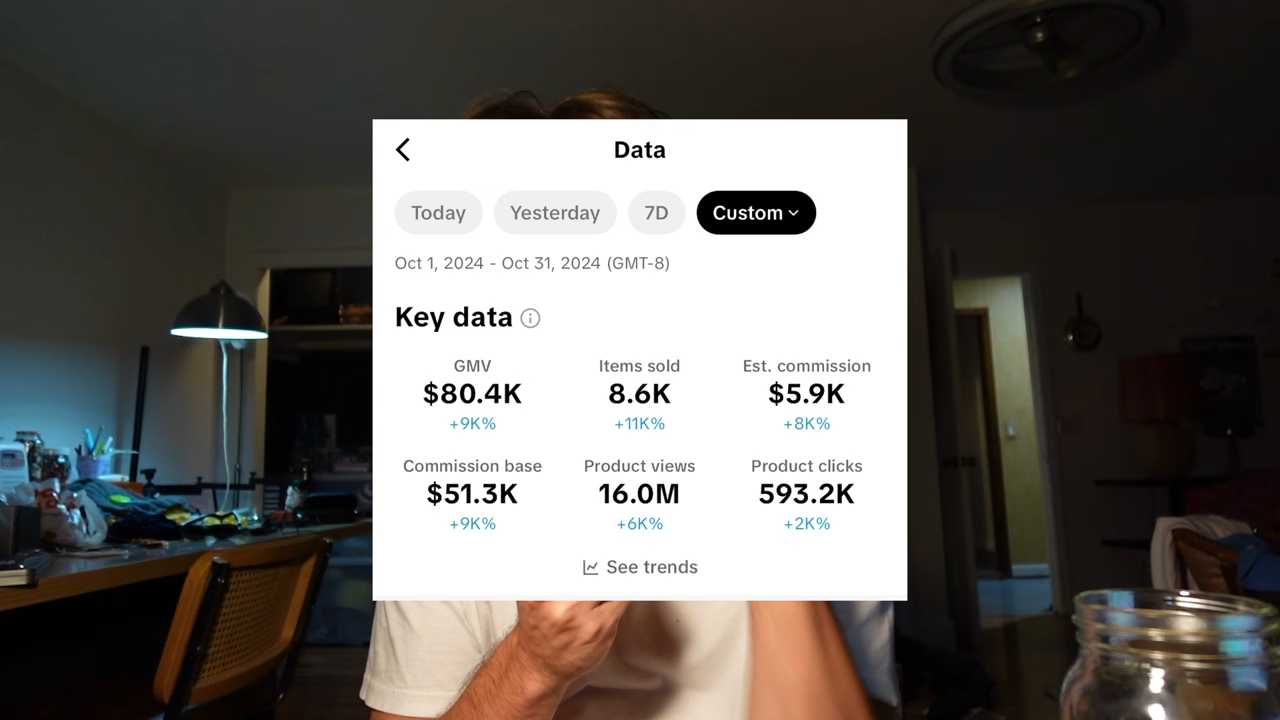 Data
Today Yesterday 7D Custom
Oct 1, 2024 - Oct 31, 2024 (GMT-8)
Key data
GMV Items sold Est. commission
$80.4K 8.6K $5.9K
+9K% +11K% +8K%
Commission base Product views Product clicks
$51.3K 16.0M 593.2K
+9K% +6K% +2K%
See trends